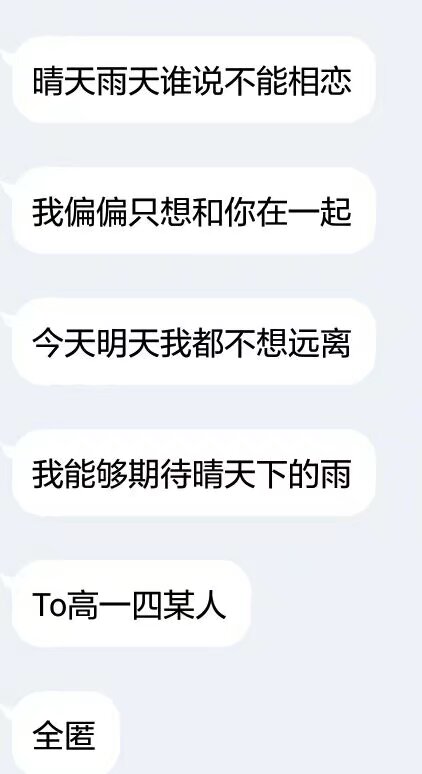 晴天雨天谁说不能相恋
我偏偏只想和你在一起
今天明天我都不想远离
我能够期待晴天下的雨
To高一四某人
全匿